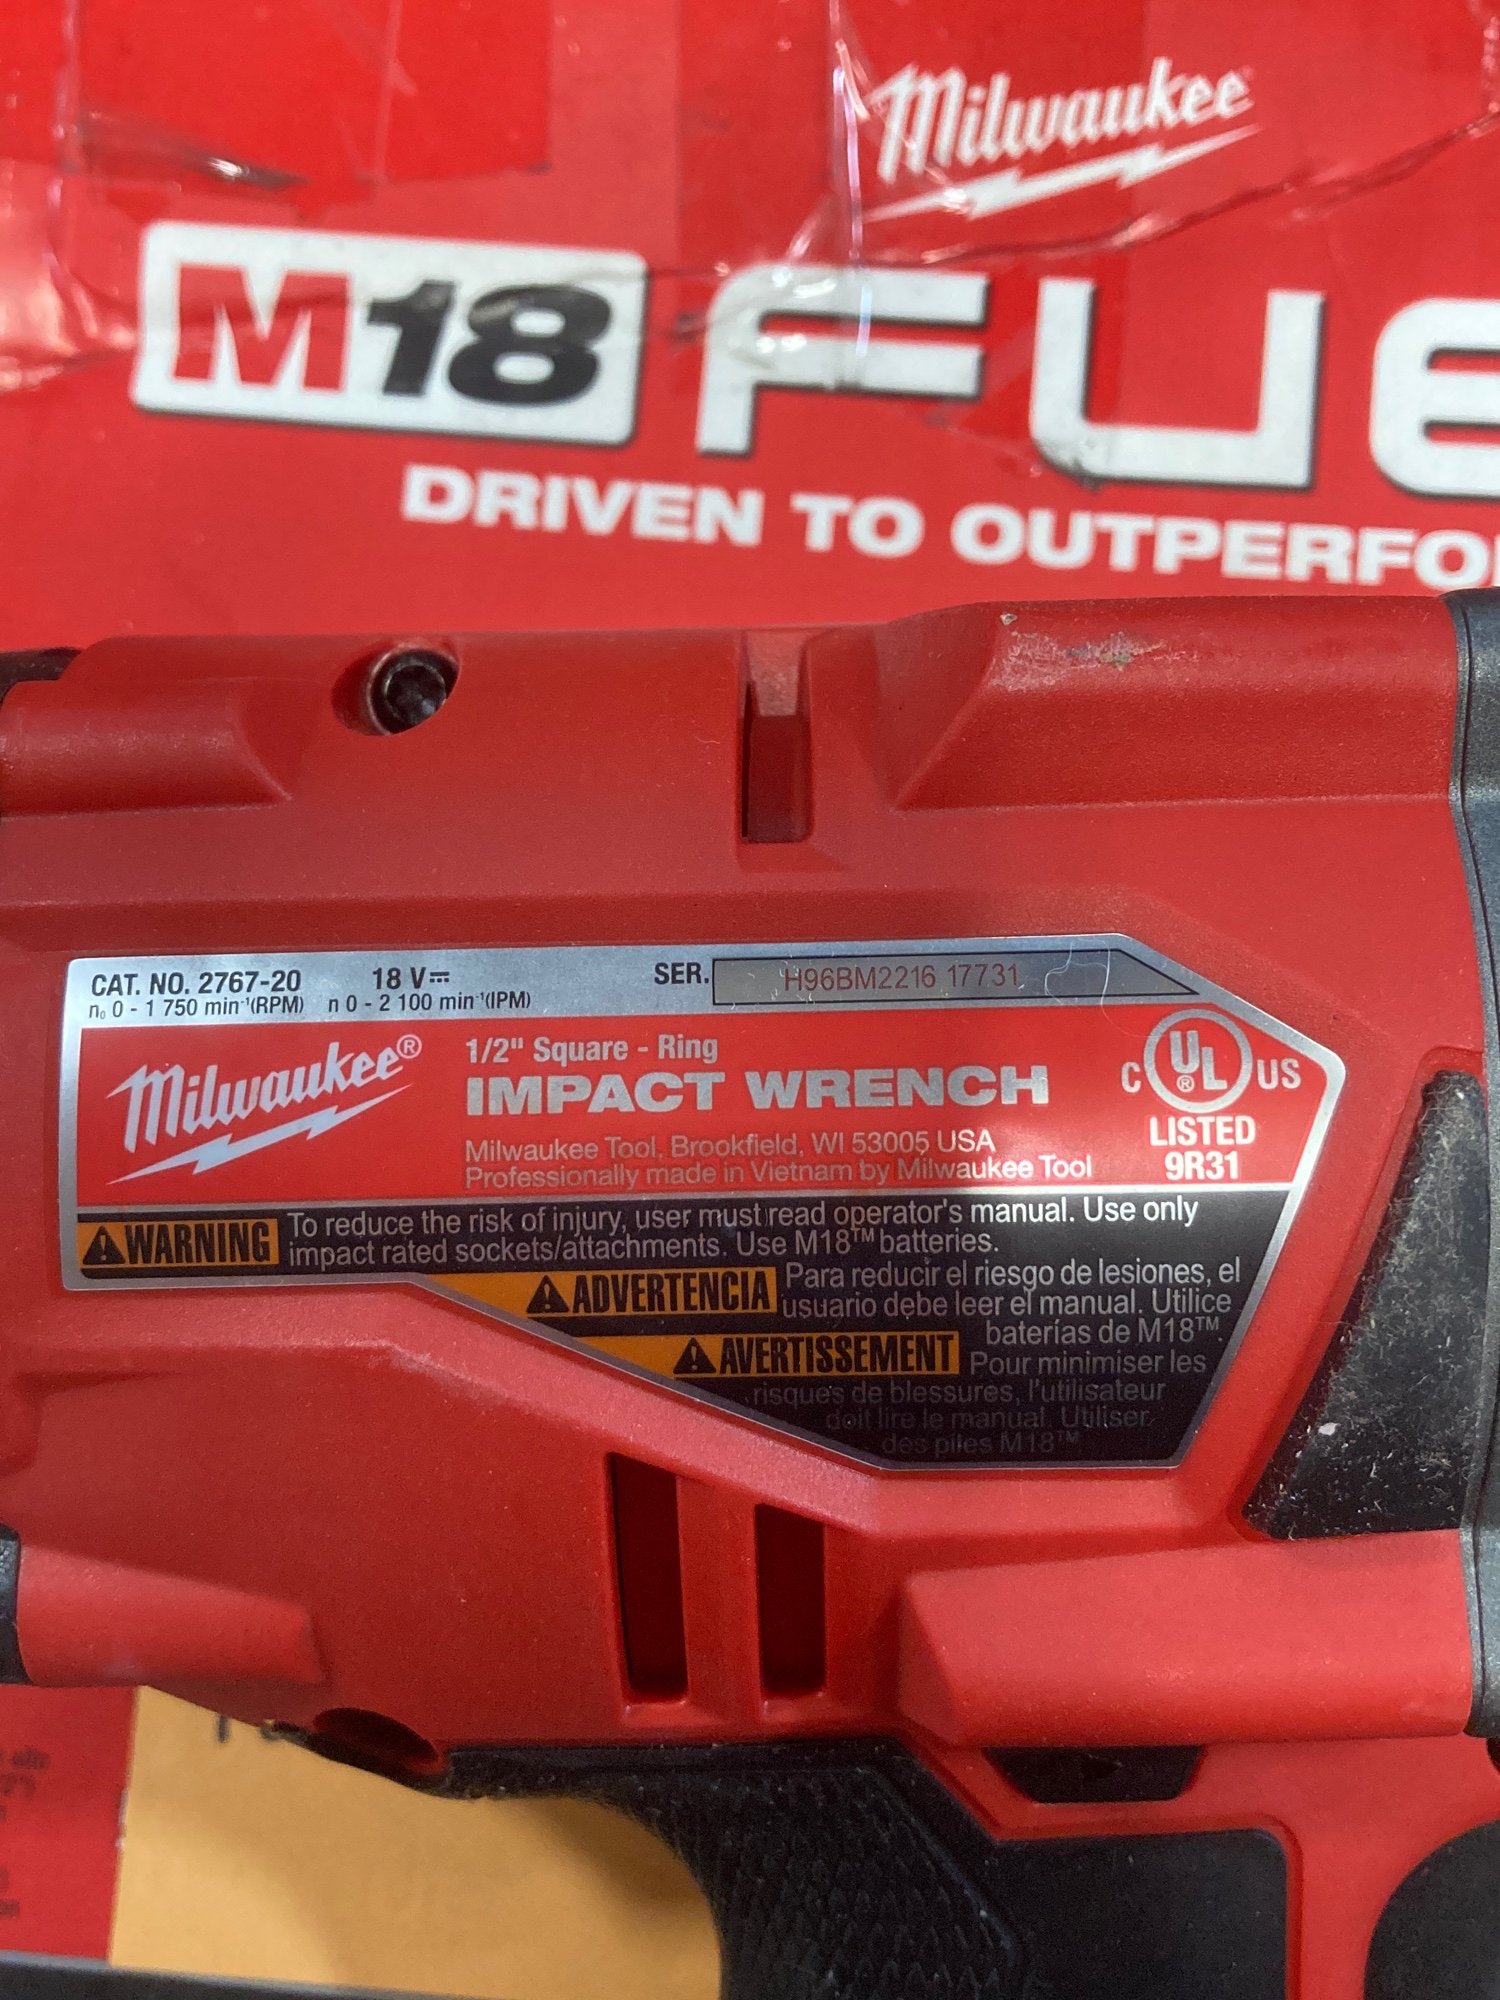 Milwaukee
M18 FUE
DRIVEN TO OUTPERFO
CAT. NO. 2767-20 18 V⎓ SER. H96BM2216 17731
n₀ 0 - 1 750 min⁻¹(RPM) n 0 - 2 100 min⁻¹(IPM)
Milwaukee®
1/2" Square - Ring
IMPACT WRENCH
Milwaukee Tool, Brookfield, WI 53005 USA
Professionally made in Vietnam by Milwaukee Tool
C UL® US
LISTED
9R31
⚠WARNING To reduce the risk of injury, user must read operator's manual. Use only
impact rated sockets/attachments. Use M18™ batteries.
⚠ADVERTENCIA Para reducir el riesgo de lesiones, el
usuario debe leer el manual. Utilice
baterías de M18™.
⚠AVERTISSEMENT Pour minimiser les
risques de blessures, l'utilisateur
doit lire le manual. Utiliser
des piles M18™.